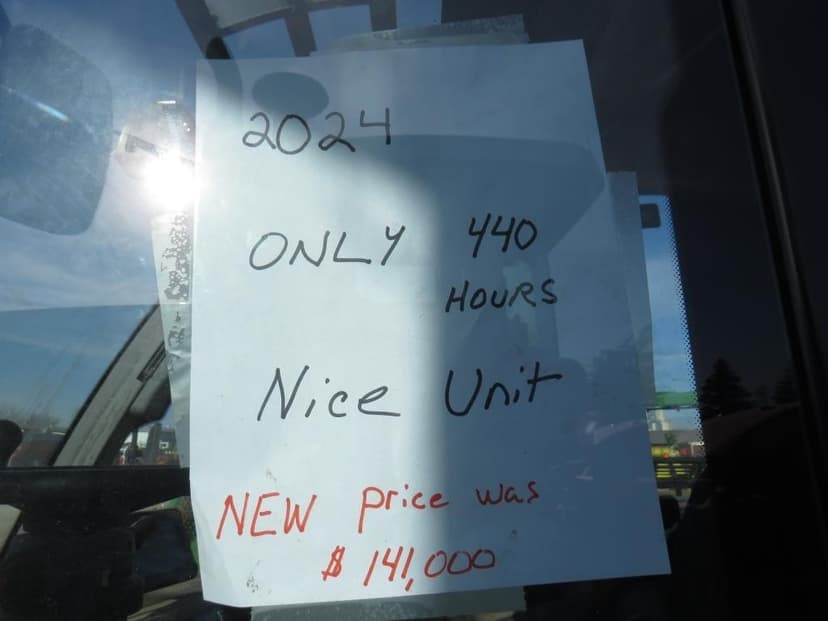 2024
ONLY 440
HOURS
Nice Unit
NEW price was
$ 141,000